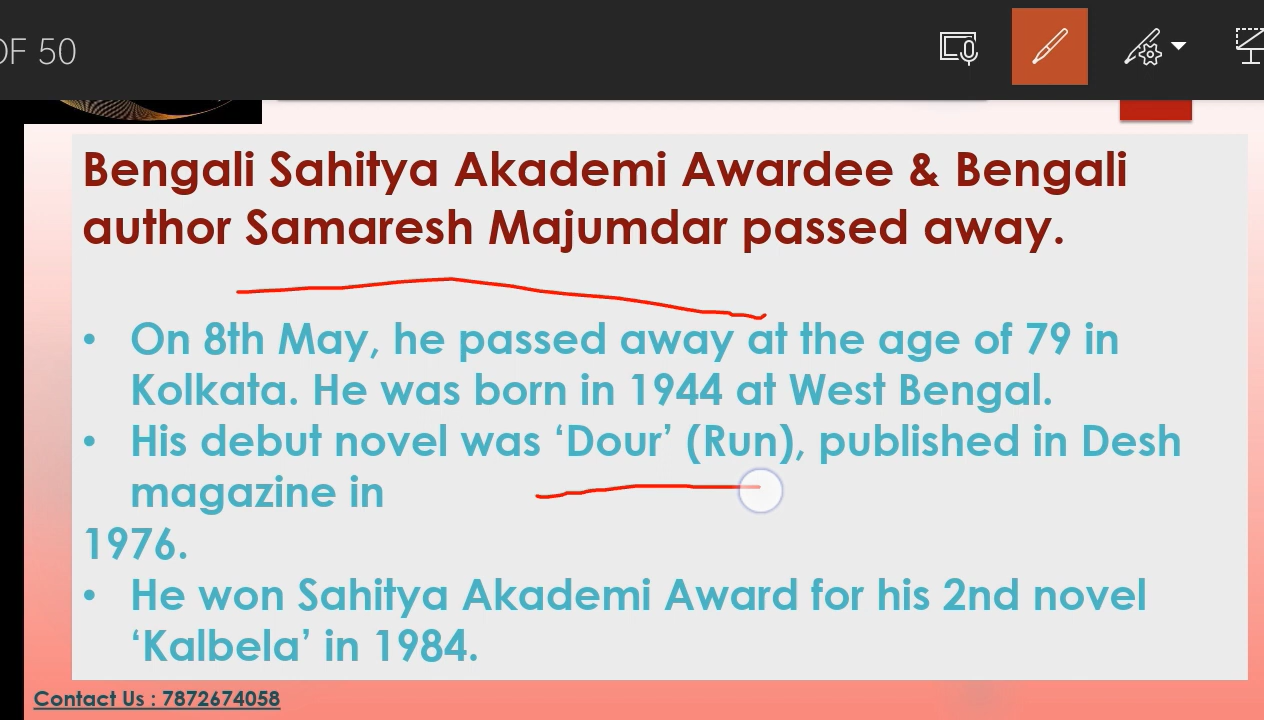 OF 50
Bengali Sahitya Akademi Awardee & Bengali
author Samaresh Majumdar passed away.
• On 8th May, he passed away at the age of 79 in
Kolkata. He was born in 1944 at West Bengal.
• His debut novel was ‘Dour’ (Run), published in Desh
magazine in
1976.
• He won Sahitya Akademi Award for his 2nd novel
‘Kalbela’ in 1984.
Contact Us : 7872674058